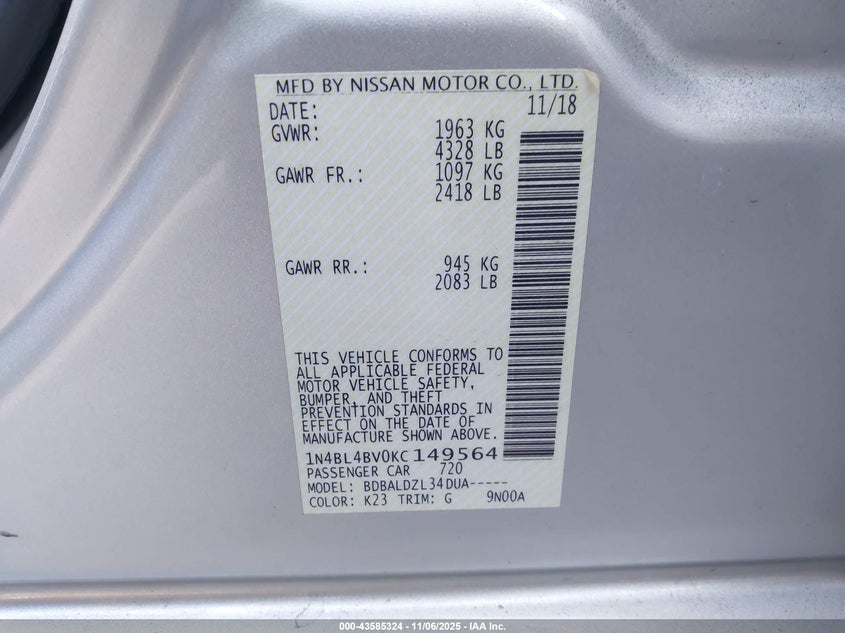 MFD BY NISSAN MOTOR CO., LTD.
DATE: 11/18
GVWR: 1963 KG
4328 LB
GAWR FR.: 1097 KG
2418 LB
GAWR RR.: 945 KG
2083 LB
THIS VEHICLE CONFORMS TO
ALL APPLICABLE FEDERAL
MOTOR VEHICLE SAFETY,
BUMPER, AND THEFT
PREVENTION STANDARDS IN
EFFECT ON THE DATE OF
MANUFACTURE SHOWN ABOVE.
1N4BL4BV0KC149564
PASSENGER CAR 720
MODEL: BDBALDZL34DUA-----
COLOR: K23 TRIM: G 9N00A
000-43585324 | 11/06/2025 - IAA Inc.